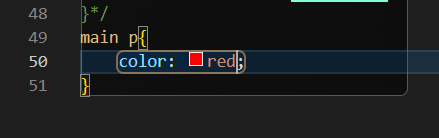 48 }*/
49 main p{
50 color: red;
51 }